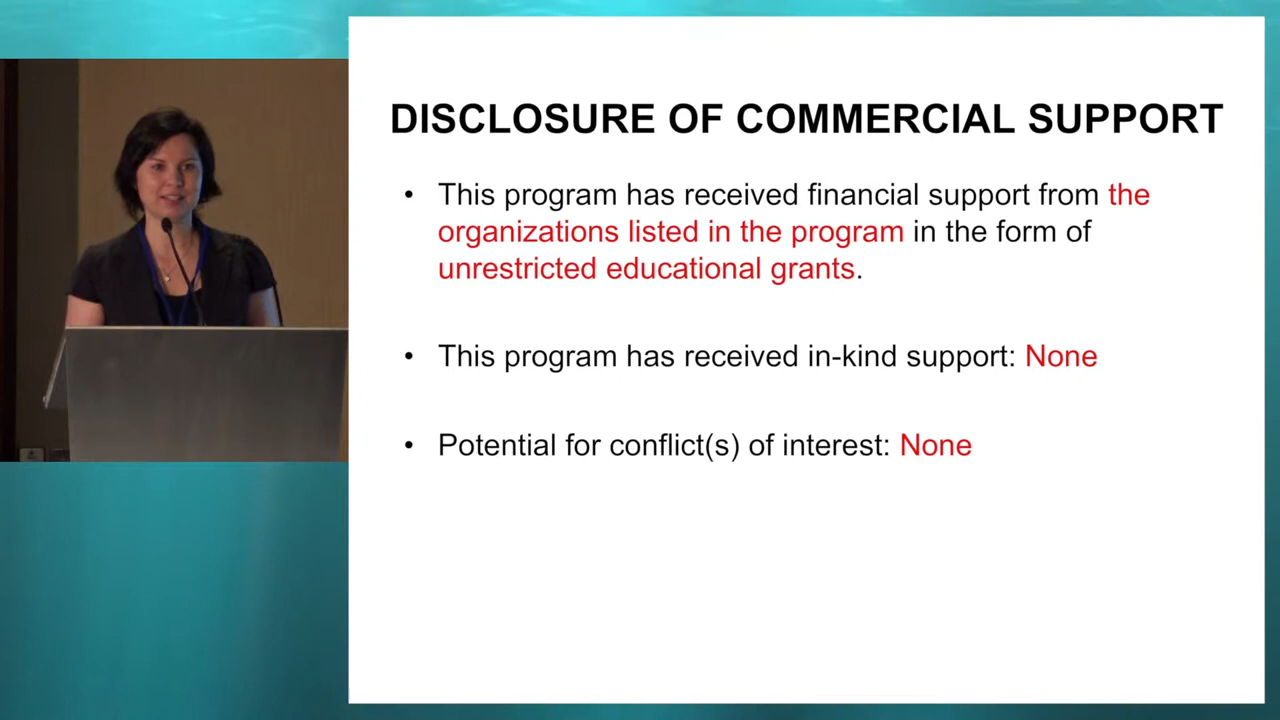 DISCLOSURE OF COMMERCIAL SUPPORT
• This program has received financial support from the
organizations listed in the program in the form of
unrestricted educational grants.
• This program has received in-kind support: None
• Potential for conflict(s) of interest: None